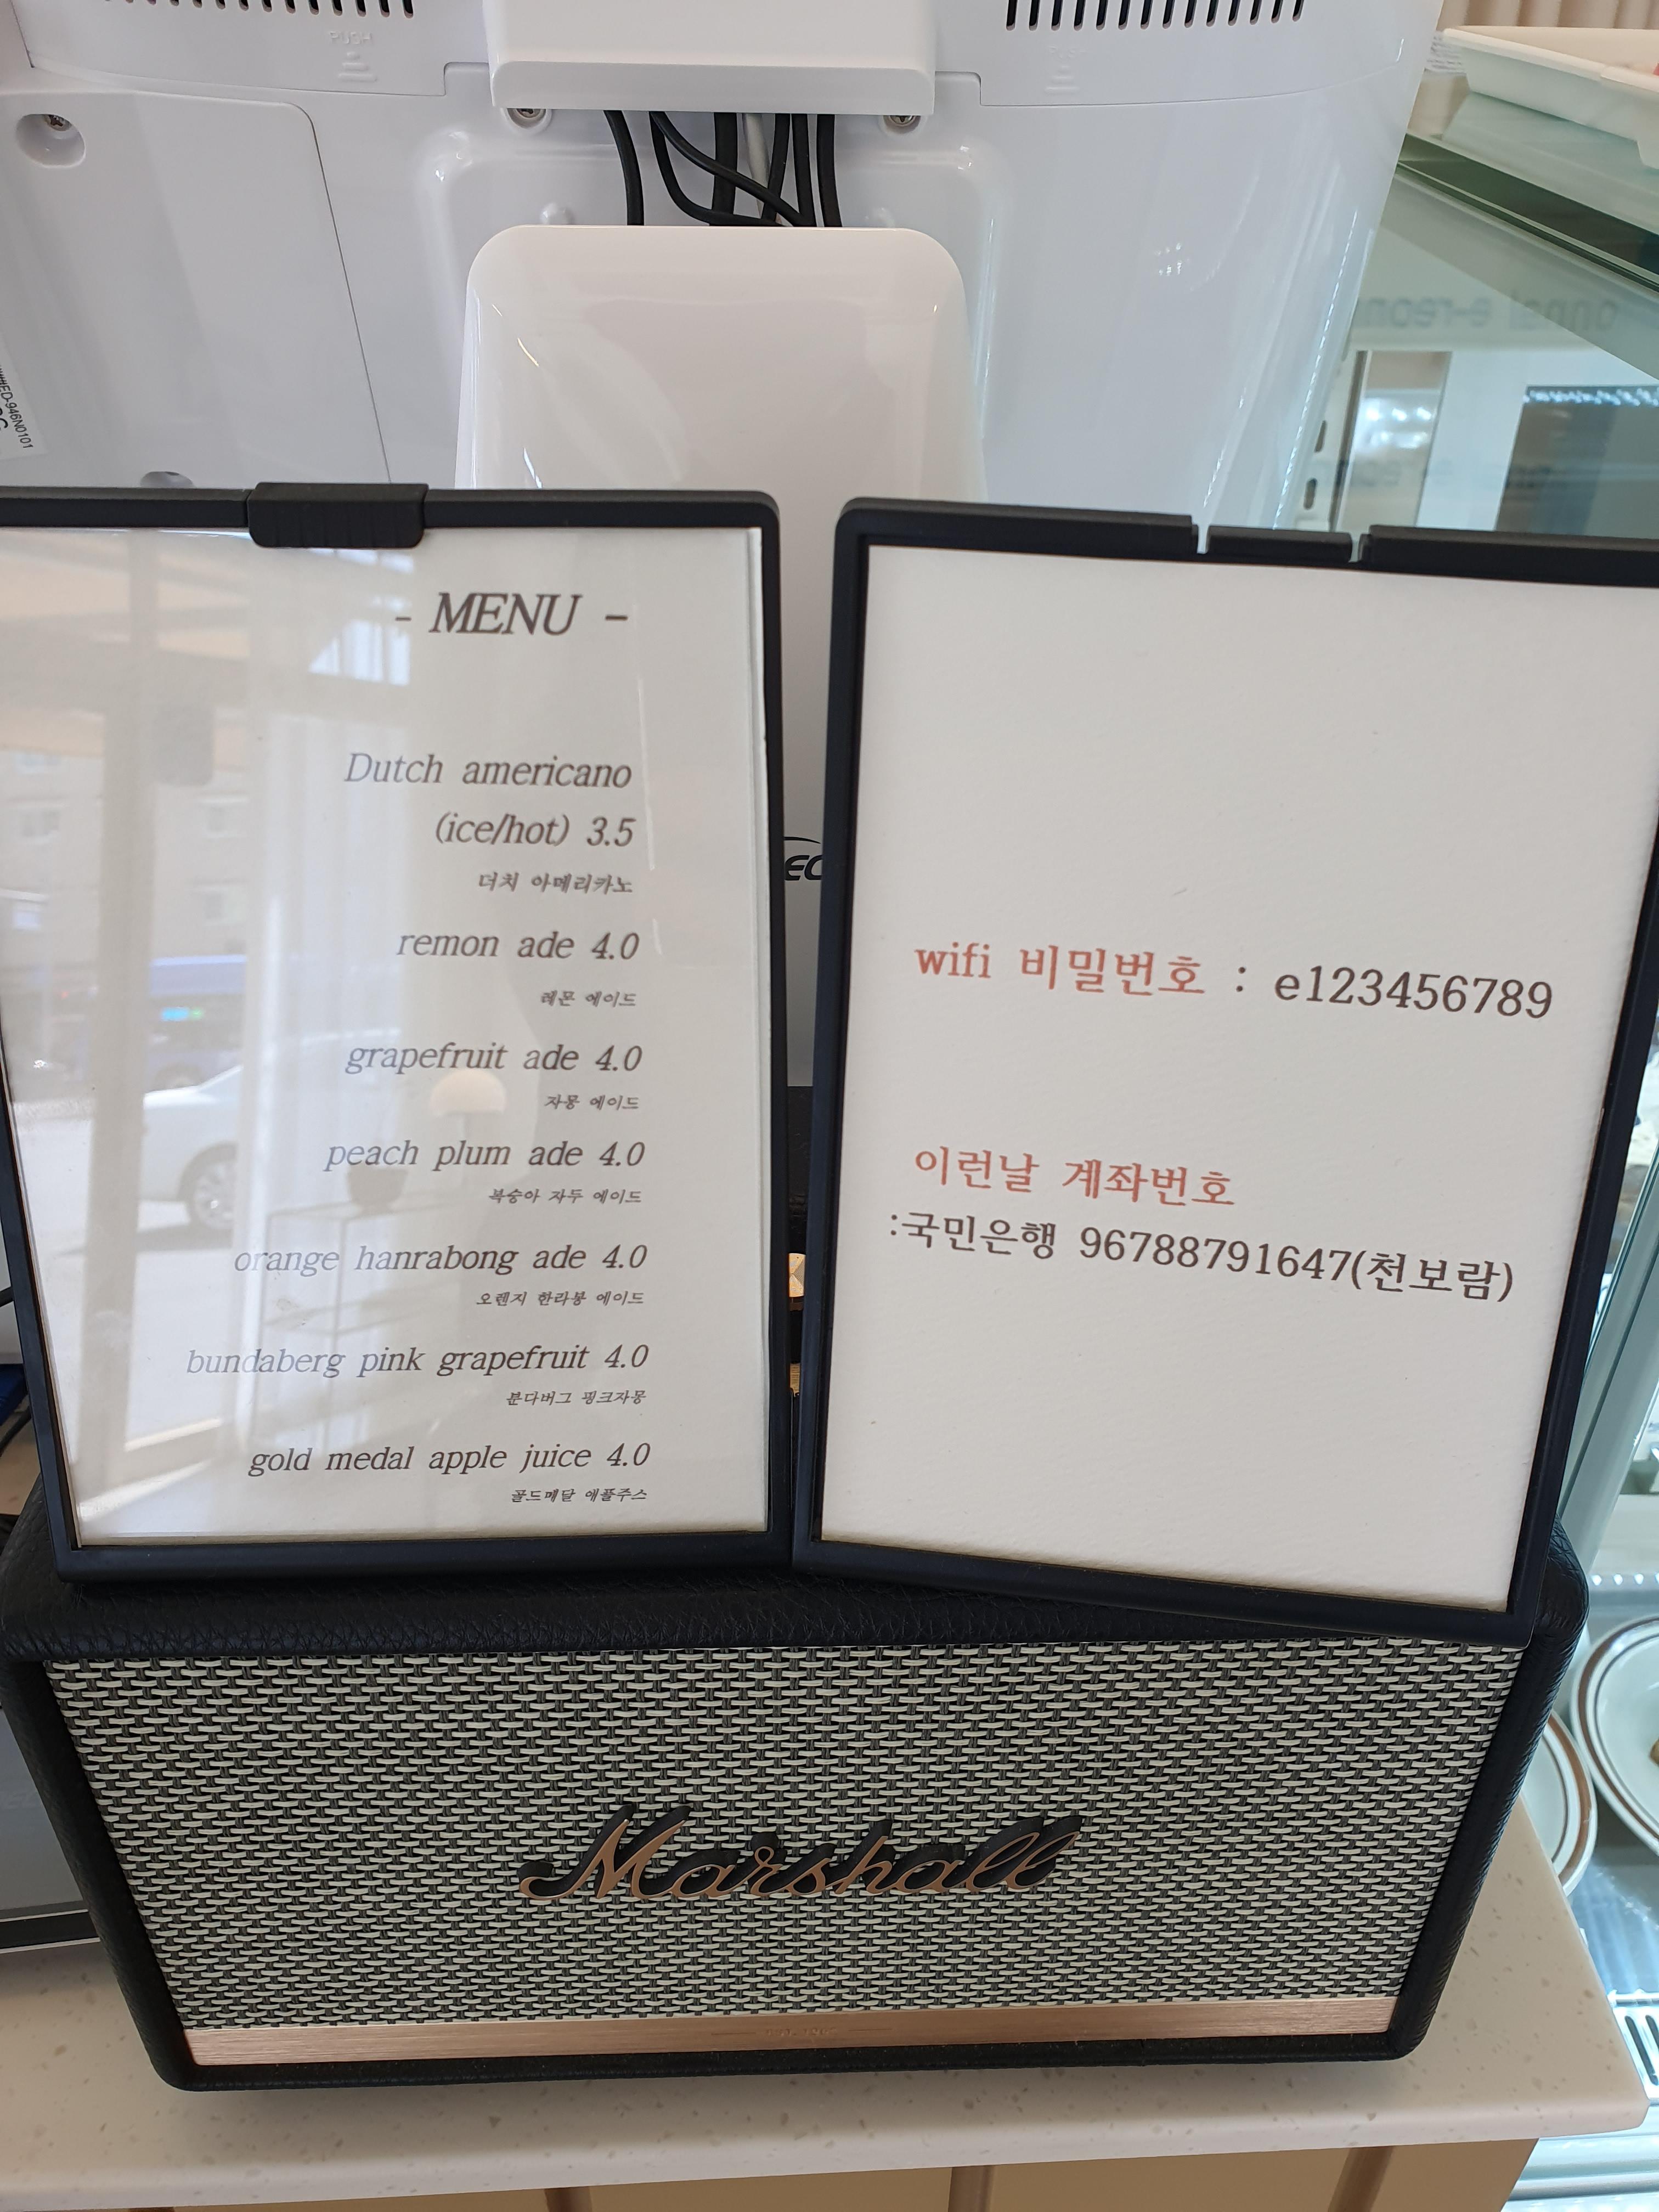 PUSH
- MENU -
Dutch americano
(ice/hot) 3.5
더치 아메리카노
remon ade 4.0
레몬 에이드
grapefruit ade 4.0
자몽 에이드
peach plum ade 4.0
복숭아 자두 에이드
orange hanrabong ade 4.0
오렌지 한라봉 에이드
bundaberg pink grapefruit 4.0
분다버그 핑크자몽
gold medal apple juice 4.0
골드메달 애플주스
wifi 비밀번호 : e123456789
이런날 계좌번호
:국민은행 96788791647(천보람)
Marshall